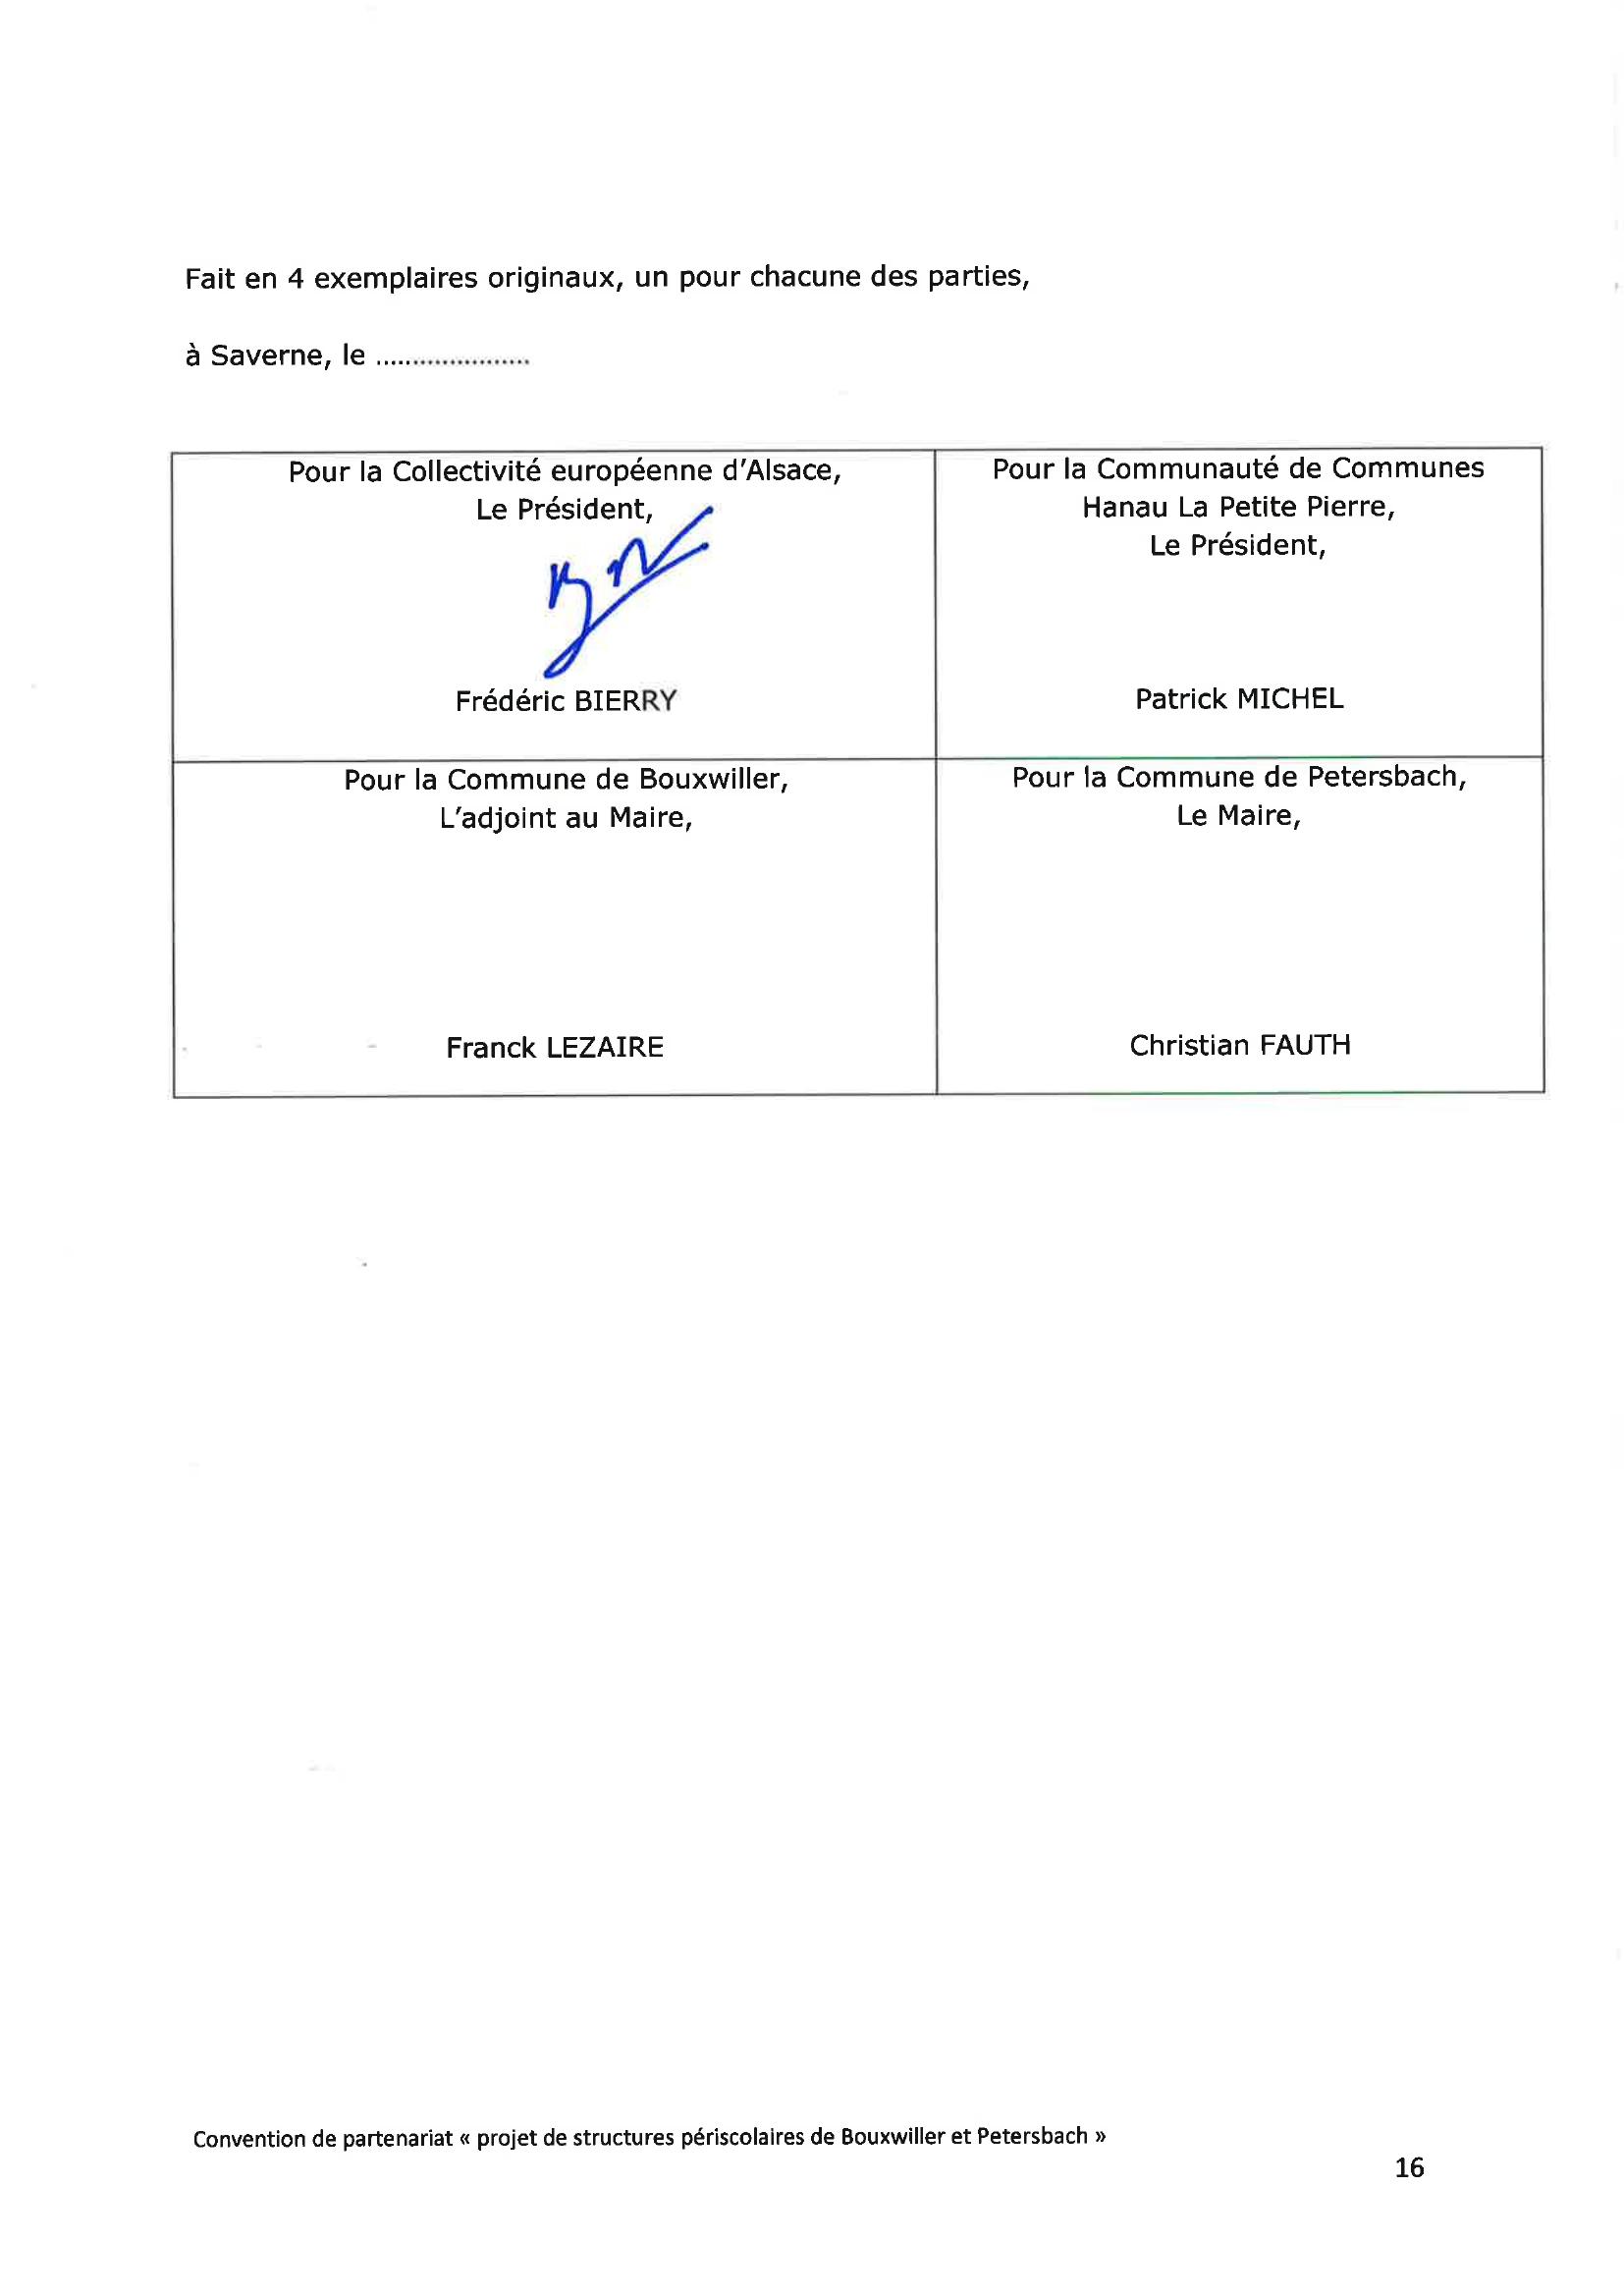 Fait en 4 exemplaires originaux, un pour chacune des parties,
à Saverne, le .....................
Pour la Collectivité européenne d'Alsace,
Le Président,
Frédéric BIERRY
Pour la Communauté de Communes
Hanau La Petite Pierre,
Le Président,
Patrick MICHEL
Pour la Commune de Bouxwiller,
L'adjoint au Maire,
Franck LEZAIRE
Pour la Commune de Petersbach,
Le Maire,
Christian FAUTH
Convention de partenariat « projet de structures périscolaires de Bouxwiller et Petersbach »
16